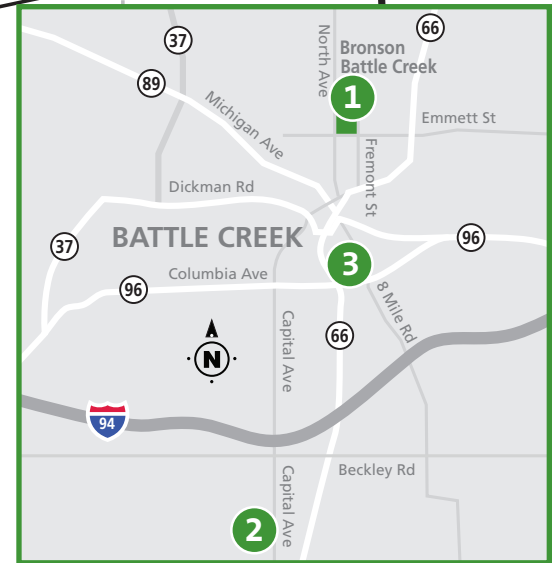 66
37
North Ave
Bronson
Battle Creek
89
1
Michigan Ave
Emmett St
Fremont St
Dickman Rd
BATTLE CREEK
37
96
3
Columbia Ave
96
8 Mile Rd
66
N
Capital Ave
94
Beckley Rd
Capital Ave
2